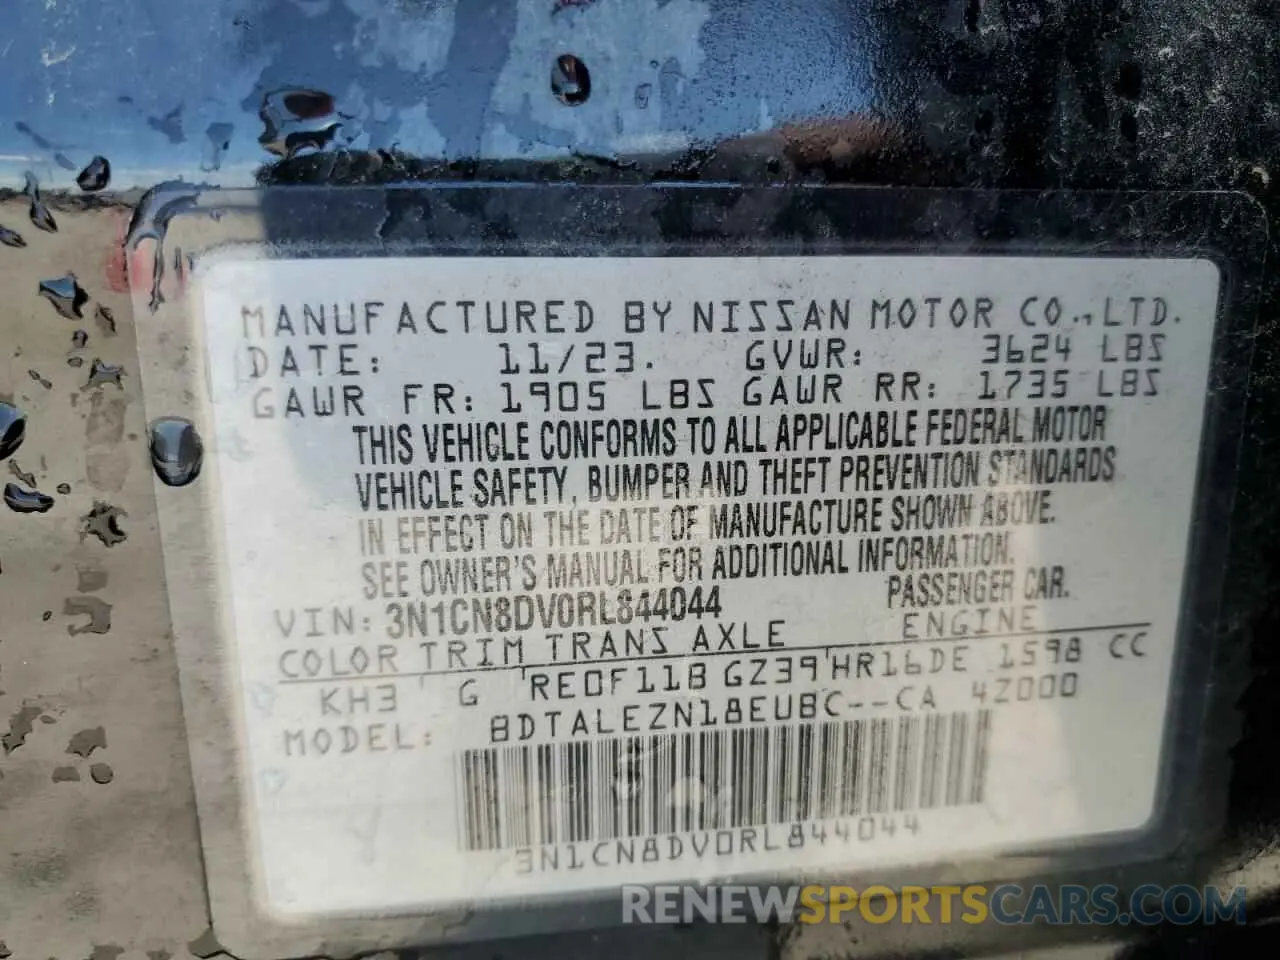 MANUFACTURED BY NISSAN MOTOR CO., LTD.
DATE: 11/23. GVWR: 3624 LBS
GAWR FR: 1905 LBS GAWR RR: 1735 LBS
THIS VEHICLE CONFORMS TO ALL APPLICABLE FEDERAL MOTOR
VEHICLE SAFETY, BUMPER AND THEFT PREVENTION STANDARDS
IN EFFECT ON THE DATE OF MANUFACTURE SHOWN ABOVE.
SEE OWNER'S MANUAL FOR ADDITIONAL INFORMATION.
VIN: 3N1CN8DV0RL844044 PASSENGER CAR.
COLOR TRIM TRANS AXLE ENGINE
KH3 G RE0F11B GZ39 HR16DE 1598 CC
MODEL: BDTALEZN18EUBC--CA 4Z000
3N1CN8DV0RL844044
RENEWSPORTSCARS.COM